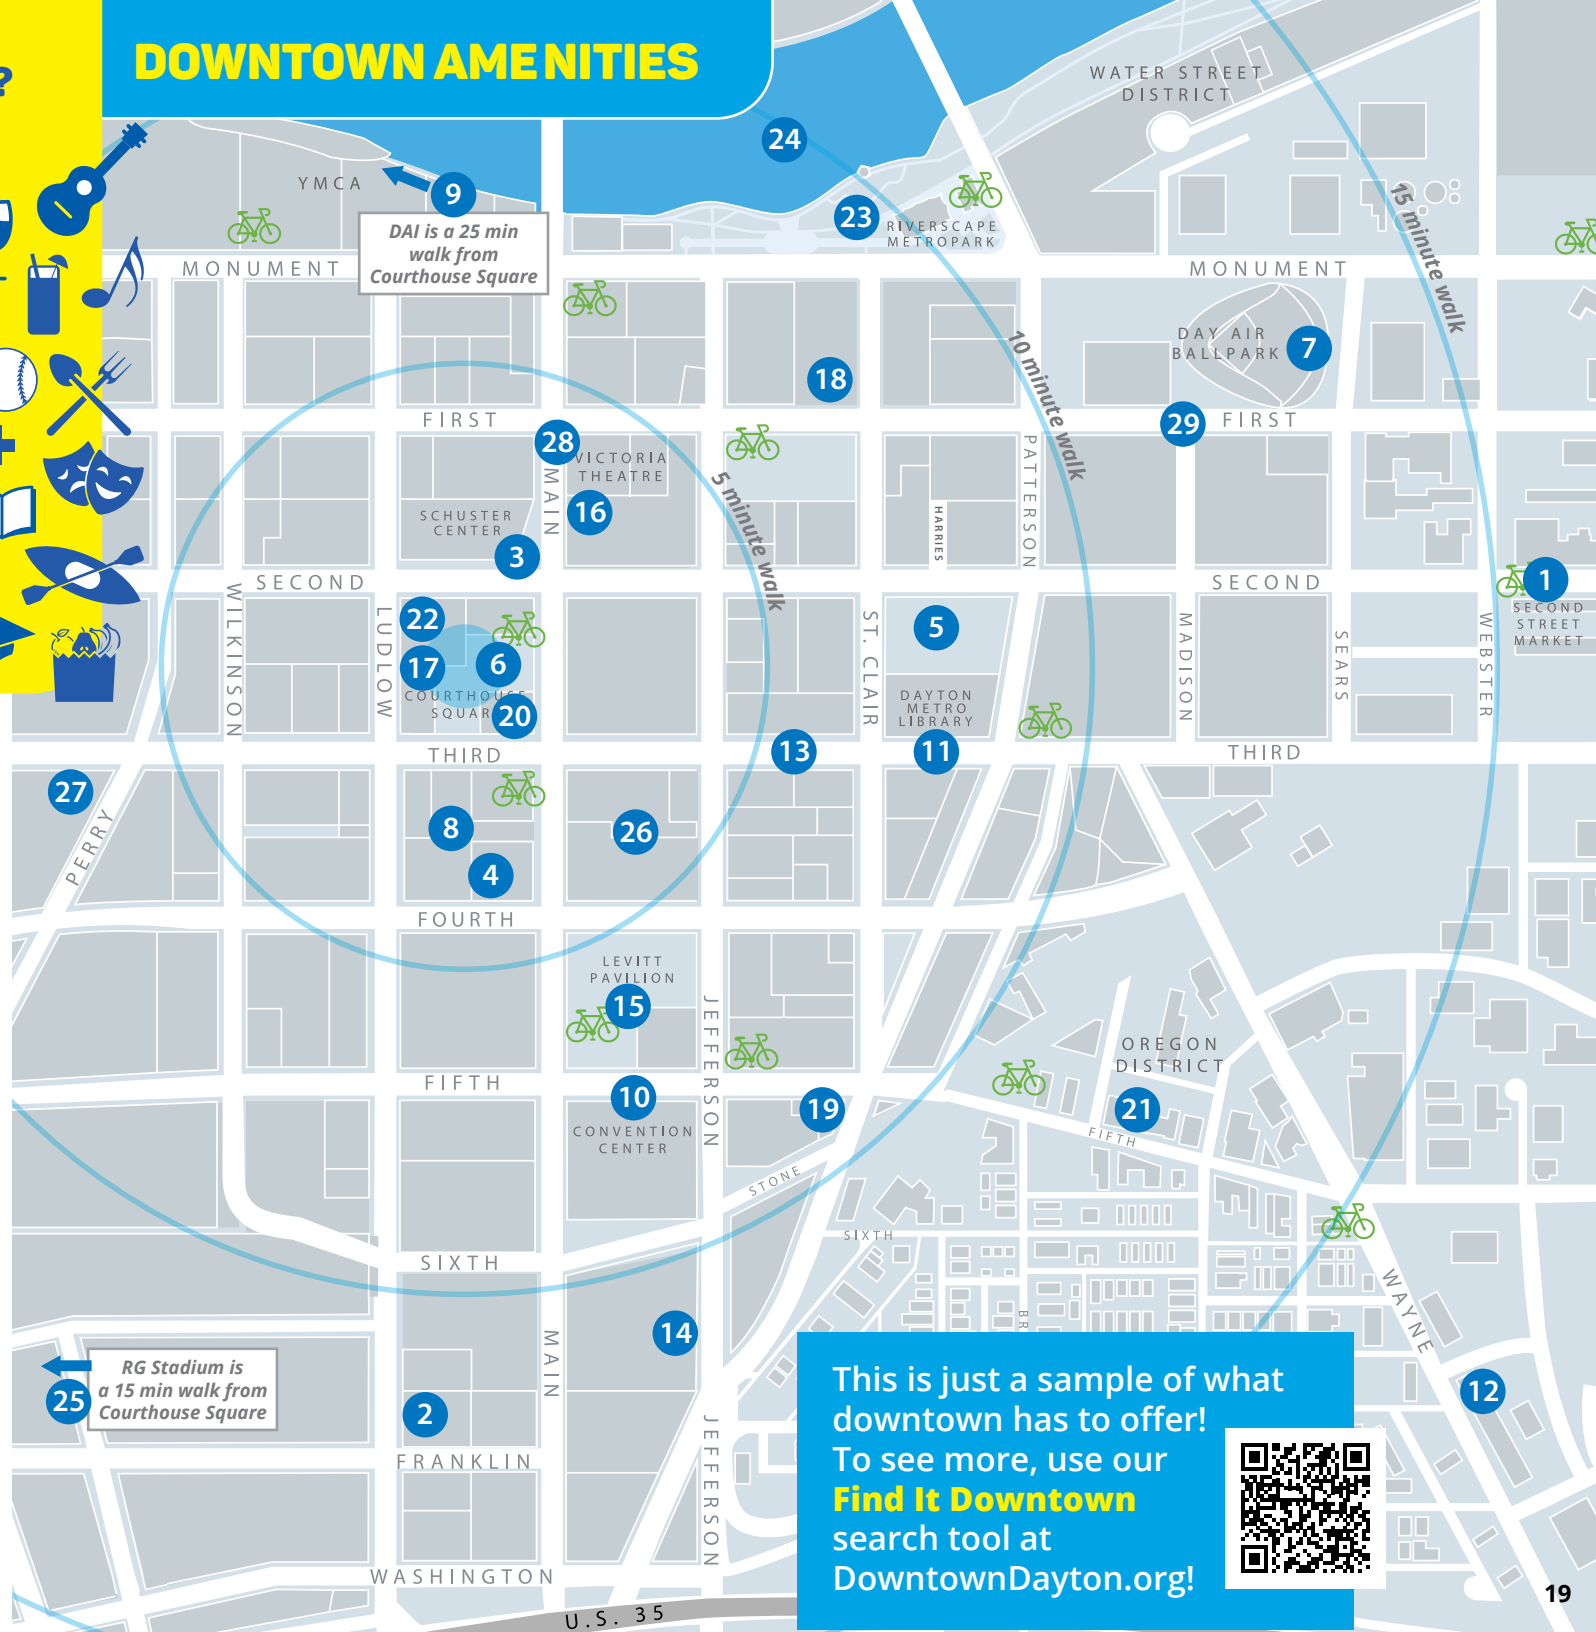 ?
DOWNTOWN AMENITIES
WATER STREET
DISTRICT
24
YMCA
9
DAI is a 25 min
walk from
Courthouse Square
23
RIVERSCAPE
METROPARK
15 minute walk
MONUMENT
MONUMENT
DAY AIR
BALLPARK
7
10 minute walk
18
FIRST
28
29
FIRST
VICTORIA
THEATRE
MAIN
16
SCHUSTER
CENTER
3
5 minute walk
HARRIES
PATTERSON
SECOND
SECOND
1
SECOND
STREET
MARKET
WILKINSON
LUDLOW
22
17
6
COURTHOUSE
SQUAR
20
ST. CLAIR
5
DAYTON
METRO
LIBRARY
11
MADISON
SEARS
WEBSTER
THIRD
13
THIRD
27
PERRY
8
4
26
FOURTH
LEVITT
PAVILION
15
JEFFERSON
OREGON
DISTRICT
FIFTH
10
CONVENTION
CENTER
19
21
FIFTH
STONE
SIXTH
SIXTH
WAYNE
BR
14
MAIN
RG Stadium is
a 15 min walk from
Courthouse Square
25
2
12
FRANKLIN
JEFFERSON
WASHINGTON
U.S. 35
This is just a sample of what
downtown has to offer!
To see more, use our
Find It Downtown
search tool at
DowntownDayton.org!
19